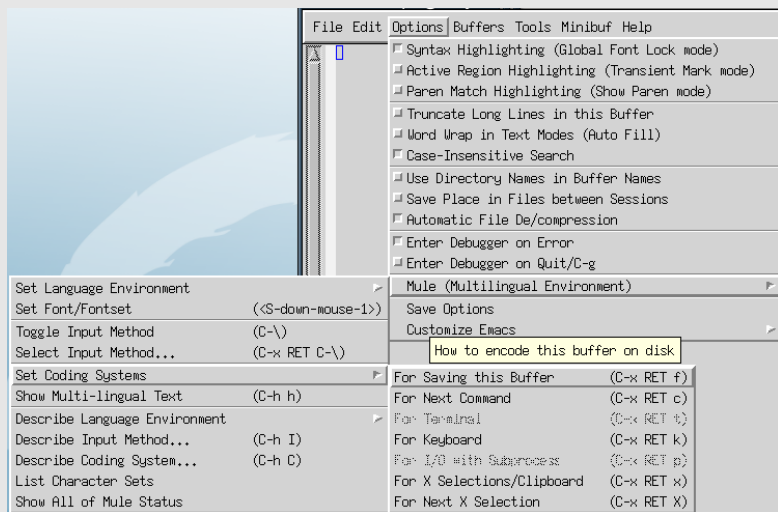 File Edit Options Buffers Tools Minibuf Help
Syntax Highlighting (Global Font Lock mode)
Active Region Highlighting (Transient Mark mode)
Paren Match Highlighting (Show Paren mode)
Truncate Long Lines in this Buffer
Word Wrap in Text Modes (Auto Fill)
Case-Insensitive Search
Use Directory Names in Buffer Names
Save Place in Files between Sessions
Automatic File De/compression
Enter Debugger on Error
Enter Debugger on Quit/C-g
Mule (Multilingual Environment)
Save Options
Customize Emacs
How to encode this buffer on disk
Set Language Environment
Set Font/Fontset (<S-down-mouse-1>)
Toggle Input Method (C-\)
Select Input Method... (C-x RET C-\)
Set Coding Systems
Show Multi-lingual Text (C-h h)
Describe Language Environment
Describe Input Method... (C-h I)
Describe Coding System... (C-h C)
List Character Sets
Show All of Mule Status
For Saving this Buffer (C-x RET f)
For Next Command (C-x RET c)
For Terminal (C-x RET t)
For Keyboard (C-x RET k)
For I/O with Subprocess (C-x RET p)
For X Selections/Clipboard (C-x RET x)
For Next X Selection (C-x RET X)